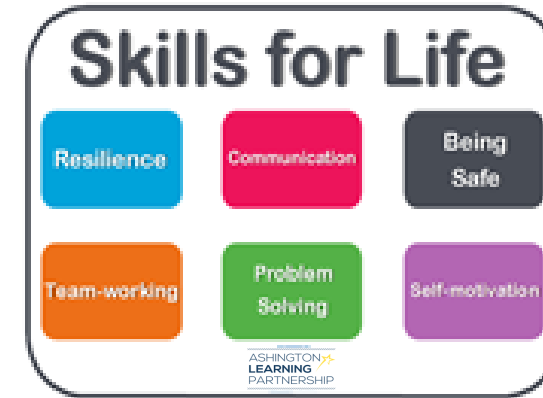 Skills for Life
Resilience
Communication
Being
Safe
Team-working
Problem
Solving
Self-motivation
ASHINGTON
LEARNING
PARTNERSHIP